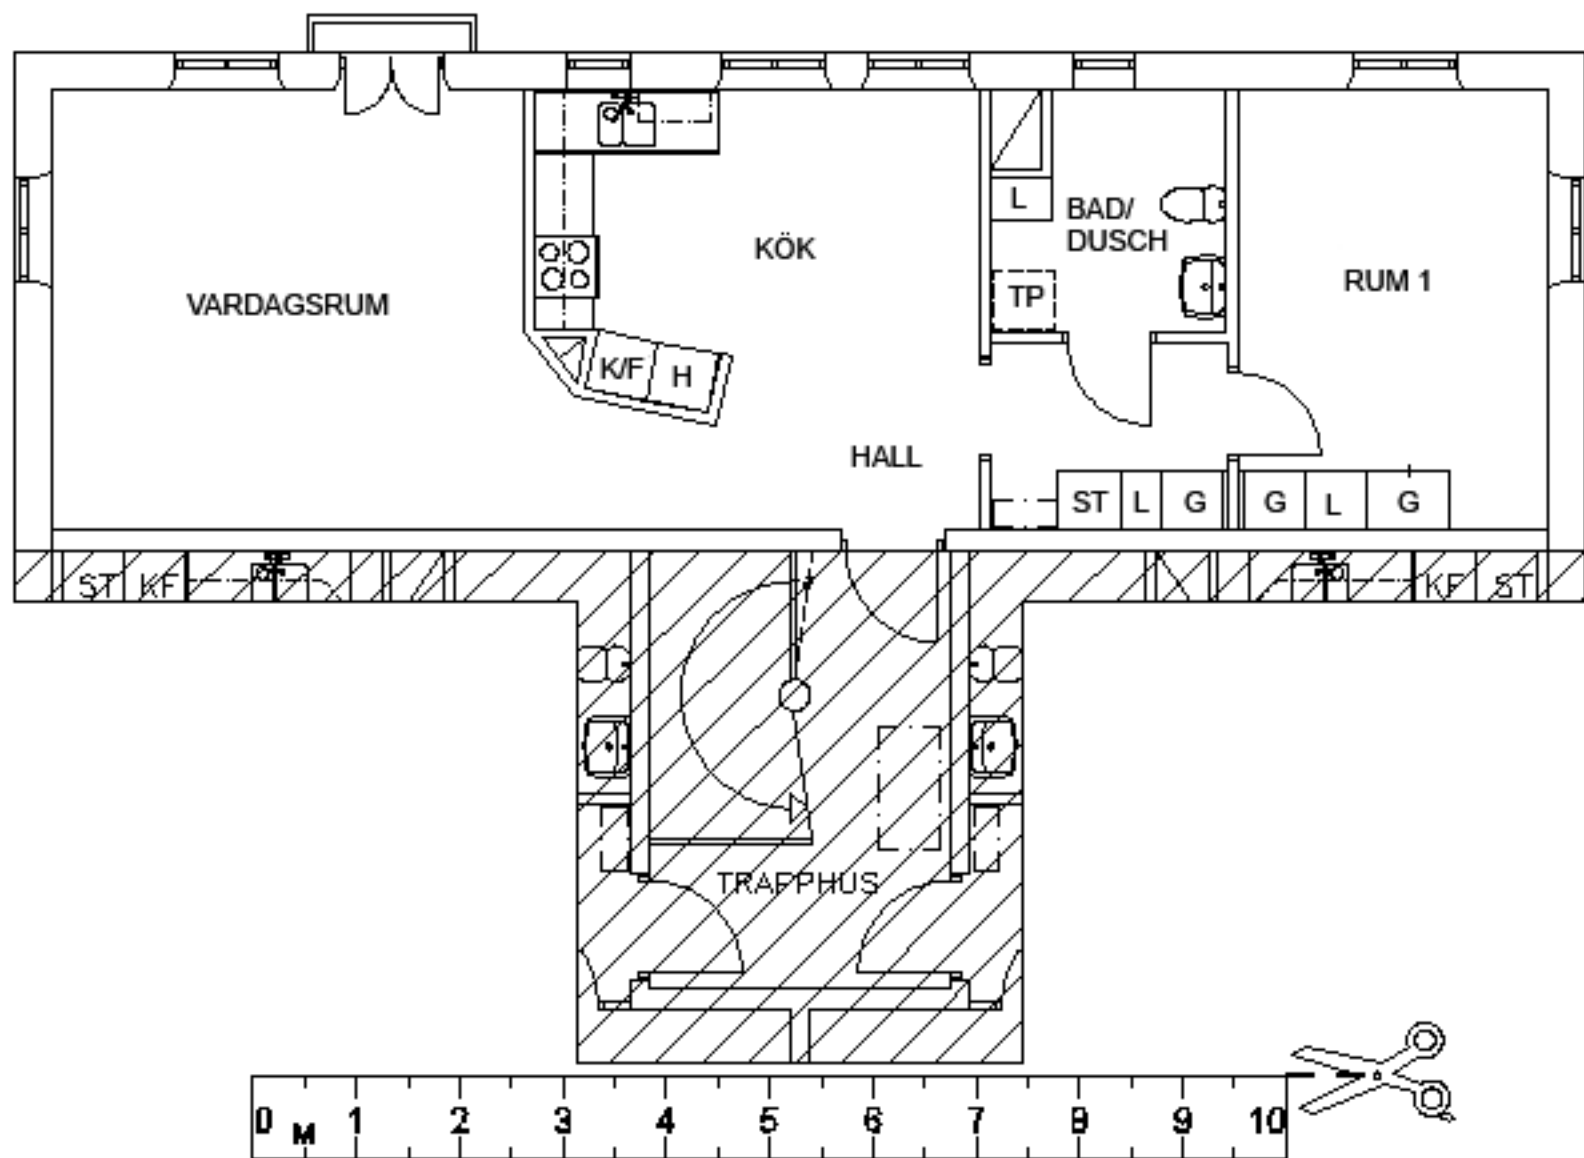 L
BAD/
DUSCH
KÖK
RUM 1
VARDAGSRUM
TP
K/F
H
HALL
ST L G G L G
ST KF KF ST
TRAPPHUS
0 M 1 2 3 4 5 6 7 8 9 10